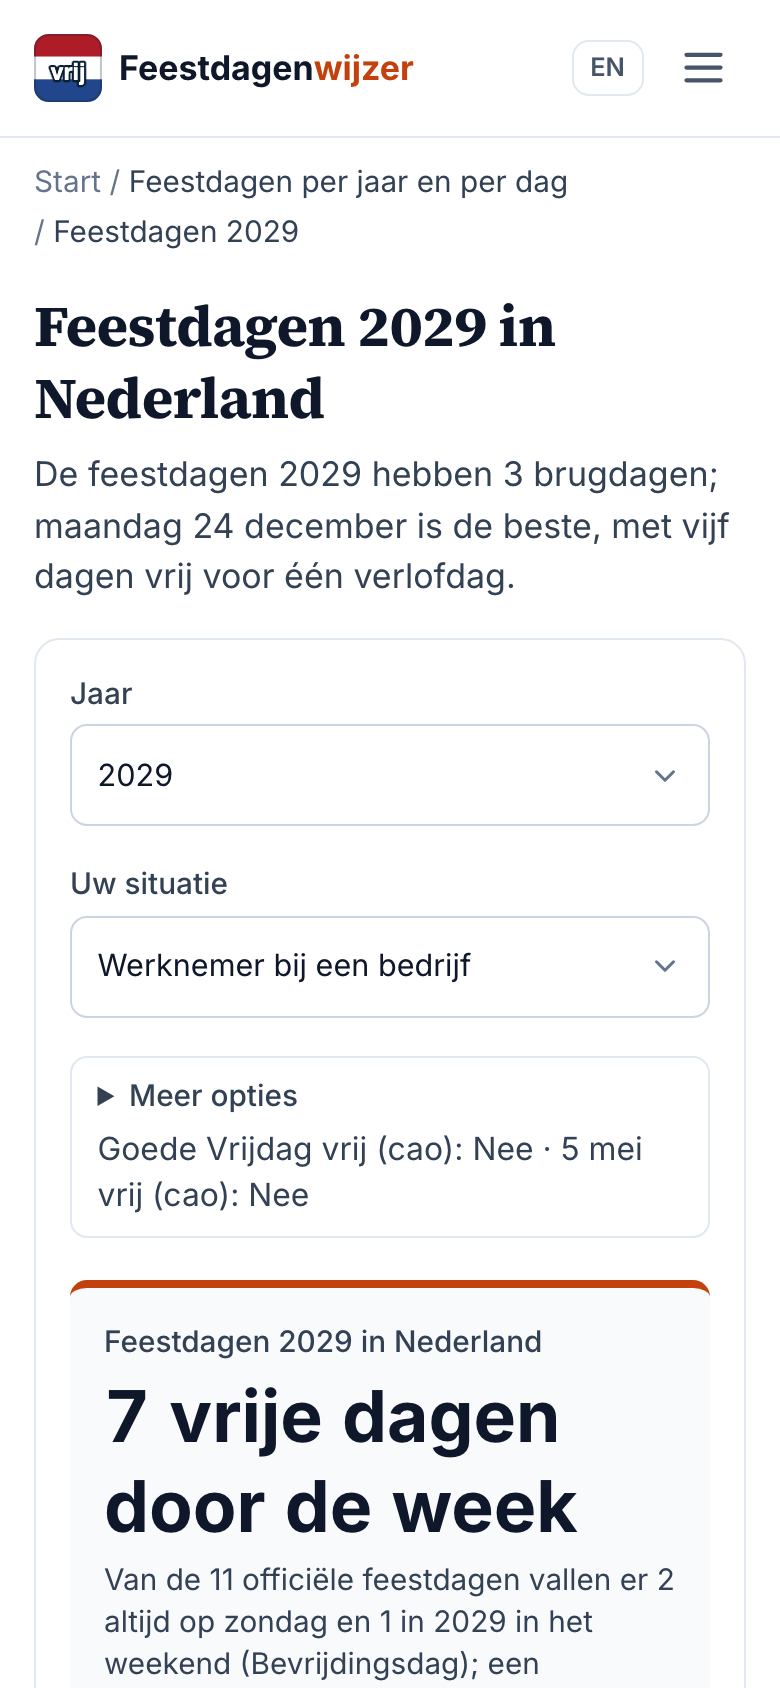 vrij Feestdagenwijzer EN
Start / Feestdagen per jaar en per dag
/ Feestdagen 2029
Feestdagen 2029 in
Nederland
De feestdagen 2029 hebben 3 brugdagen;
maandag 24 december is de beste, met vijf
dagen vrij voor één verlofdag.
Jaar
2029
Uw situatie
Werknemer bij een bedrijf
Meer opties
Goede Vrijdag vrij (cao): Nee · 5 mei
vrij (cao): Nee
Feestdagen 2029 in Nederland
7 vrije dagen
door de week
Van de 11 officiële feestdagen vallen er 2
altijd op zondag en 1 in 2029 in het
weekend (Bevrijdingsdag); een